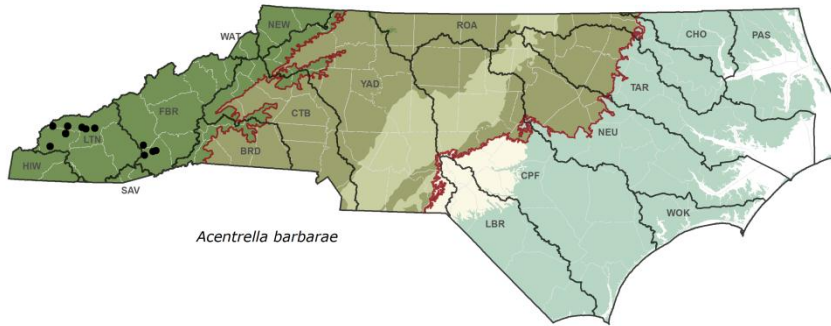 NEW
ROA
WAT
CHO
PAS
YAD
TAR
FBR
CTB
LTN
NEU
BRD
HIW
CPF
SAV
WOK
LBR
Acentrella barbarae